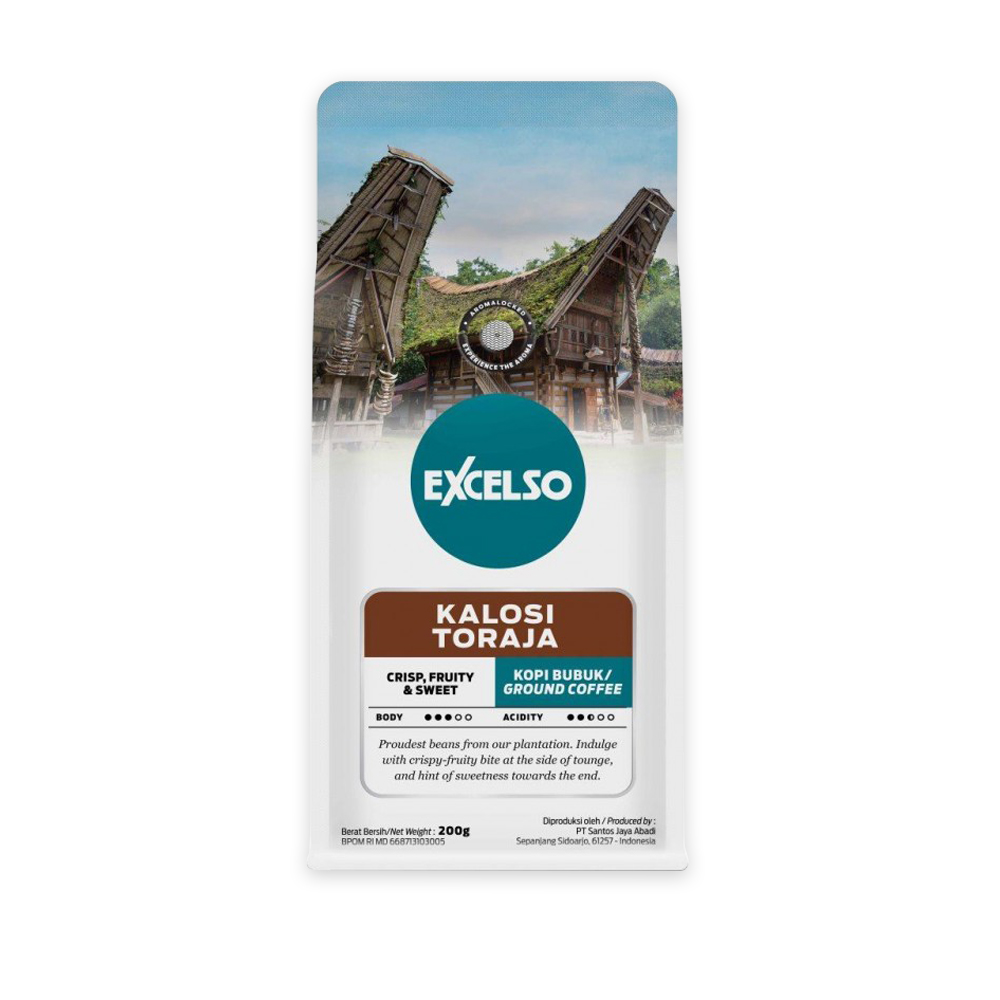 AROMALOCKED
EXPERIENCE THE AROMA
EXCELSO
KALOSI
TORAJA
CRISP, FRUITY
& SWEET
KOPI BUBUK/
GROUND COFFEE
BODY
ACIDITY
Proudest beans from our plantation. Indulge
with crispy-fruity bite at the side of tounge,
and hint of sweetness towards the end.
Berat Bersih/Net Weight : 200g
BPOM RI MD 668713103005
Diproduksi oleh / Produced by :
PT Santos Jaya Abadi
Sepanjang Sidoarjo, 61257 - Indonesia